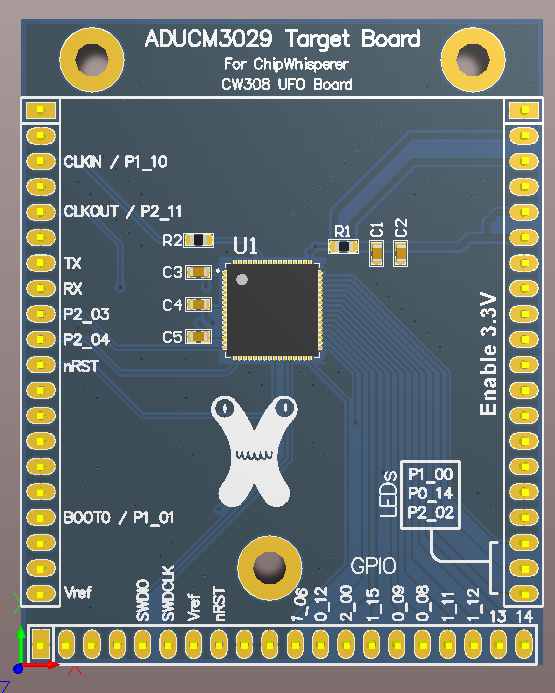 ADUCM3029 Target Board
For ChipWhisperer
CW308 UFO Board
CLKIN / P1_10
CLKOUT / P2_11
R2
U1
R1
C1
C2
TX
C3
RX
C4
P2_03
P2_04
C5
nRST
Enable 3.3V
LEDs
P1_00
P0_14
P2_02
BOOT0 / P1_01
GPIO
Vref
SWDIO
SWDCLK
Vref
nRST
1_06
0_12
2_00
1_15
0_09
0_08
1_11
1_12
13 14